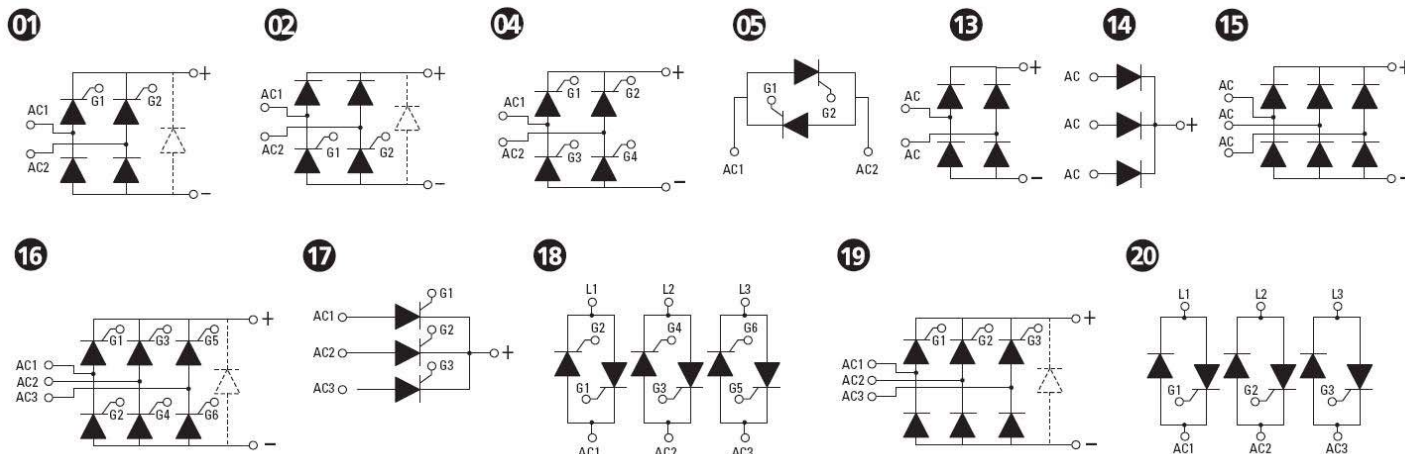 01
02
04
05
13
14
15
AC1
AC2
G1
G2
+
−
AC1
AC2
G1
G2
+
−
AC1
AC2
G1
G2
G3
G4
+
−
G1
G2
AC1
AC2
AC
AC
+
−
AC
AC
AC
+
AC
AC
AC
+
−
16
17
18
19
20
AC1
AC2
AC3
G1
G3
G5
G2
G4
G6
+
−
AC1
AC2
AC3
G1
G2
G3
+
L1
L2
L3
G2
G4
G6
G1
G3
G5
AC1
AC2
AC3
AC1
AC2
AC3
G1
G2
G3
+
−
L1
L2
L3
G1
G2
G3
AC1
AC2
AC3